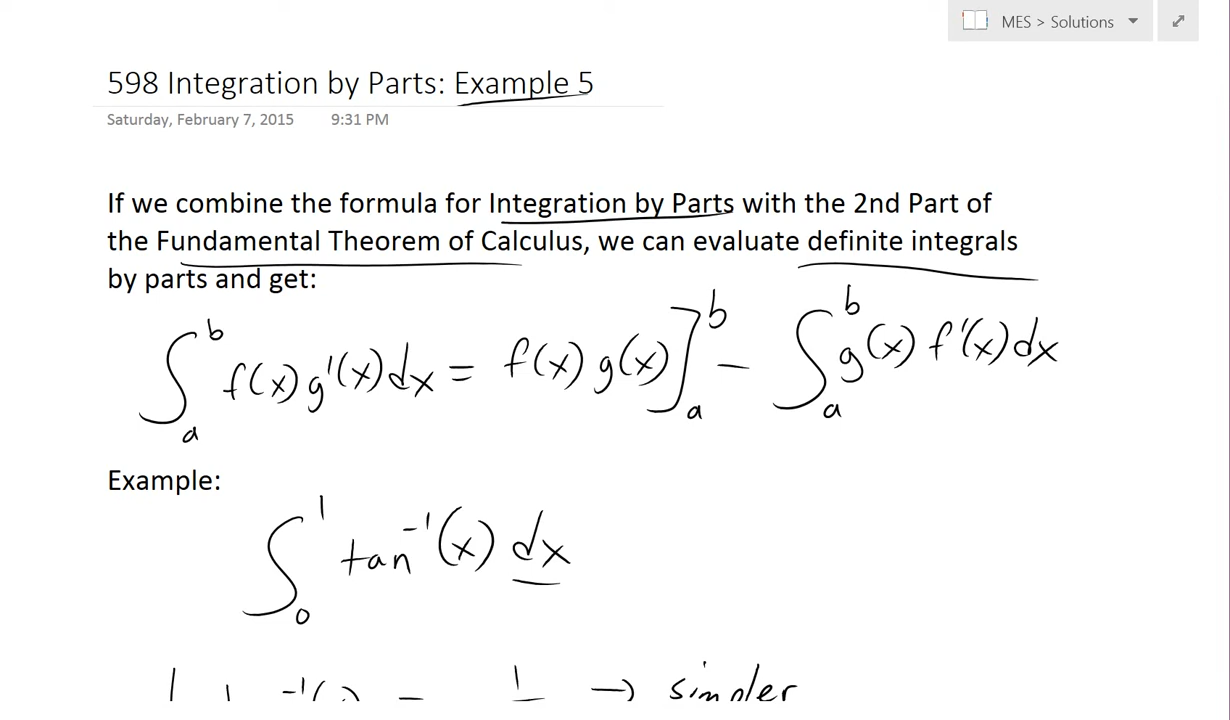 MES > Solutions
598 Integration by Parts: Example 5
Saturday, February 7, 2015 9:31 PM
If we combine the formula for Integration by Parts with the 2nd Part of
the Fundamental Theorem of Calculus, we can evaluate definite integrals
by parts and get:
∫_a^b f(x) g'(x) dx = f(x) g(x)]_a^b − ∫_a^b g(x) f'(x) dx
Example:
∫_0^1 tan⁻¹(x) dx
→ simpler